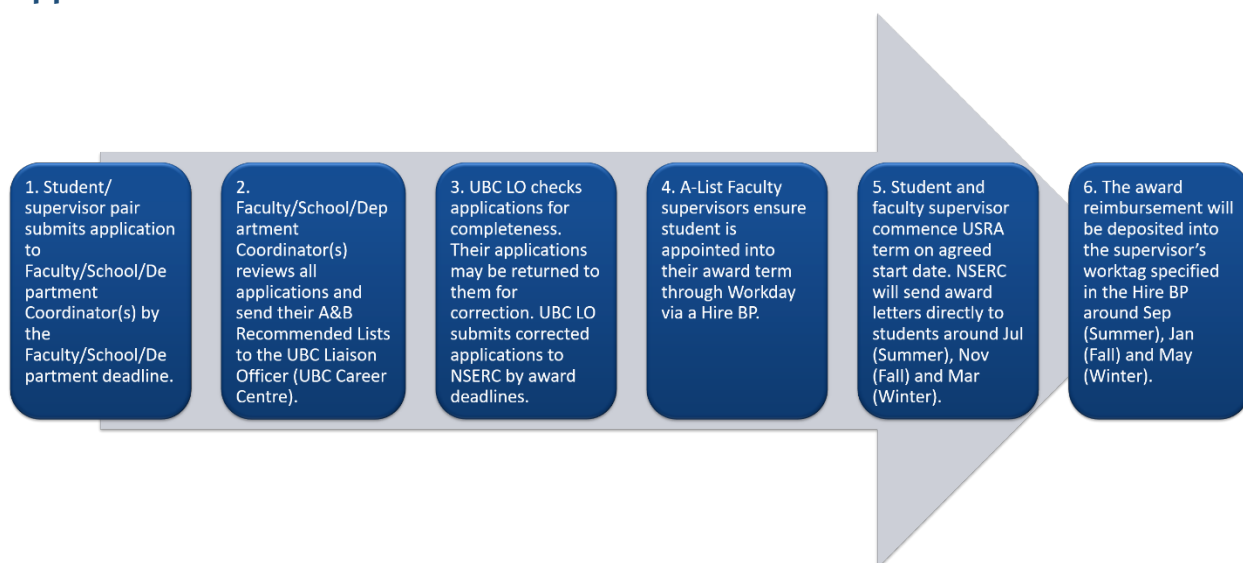 1. Student/
supervisor pair
submits application
to
Faculty/School/De
partment
Coordinator(s) by
the
Faculty/School/De
partment deadline.
2.
Faculty/School/Dep
artment
Coordinator(s)
reviews all
applications and
send their A&B
Recommended Lists
to the UBC Liaison
Officer (UBC Career
Centre).
3. UBC LO checks
applications for
completeness.
Their applications
may be returned to
them for
correction. UBC LO
submits corrected
applications to
NSERC by award
deadlines.
4. A-List Faculty
supervisors ensure
student is
appointed into
their award term
through Workday
via a Hire BP.
5. Student and
faculty supervisor
commence USRA
term on agreed
start date. NSERC
will send award
letters directly to
students around Jul
(Summer), Nov
(Fall) and Mar
(Winter).
6. The award
reimbursement will
be deposited into
the supervisor’s
worktag specified
in the Hire BP
around Sep
(Summer), Jan
(Fall) and May
(Winter).